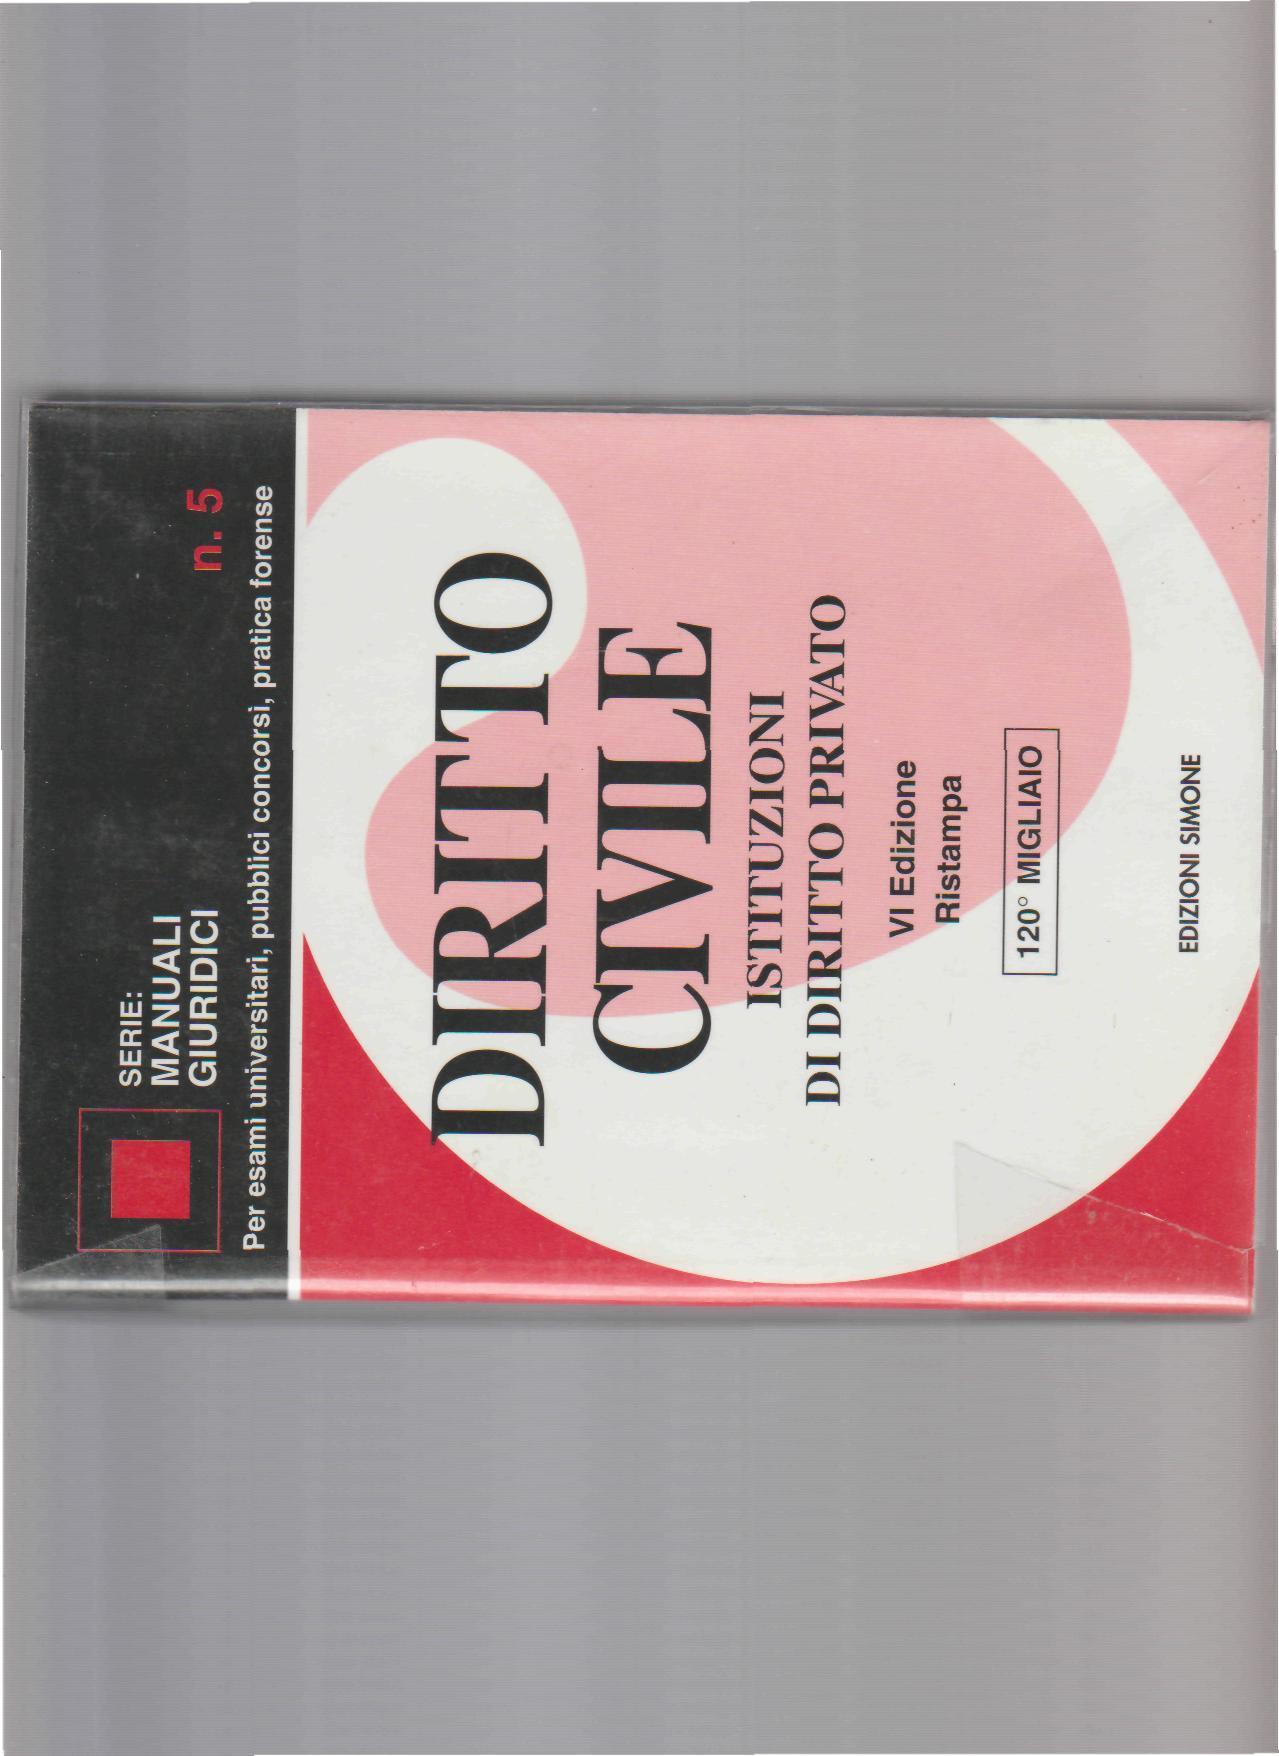 SERIE:
MANUALI
GIURIDICI
n. 5
Per esami universitari, pubblici concorsi, pratica forense
DIRITTO
CIVILE
ISTITUZIONI
DI DIRITTO PRIVATO
VI Edizione
Ristampa
120° MIGLIAIO
EDIZIONI SIMONE